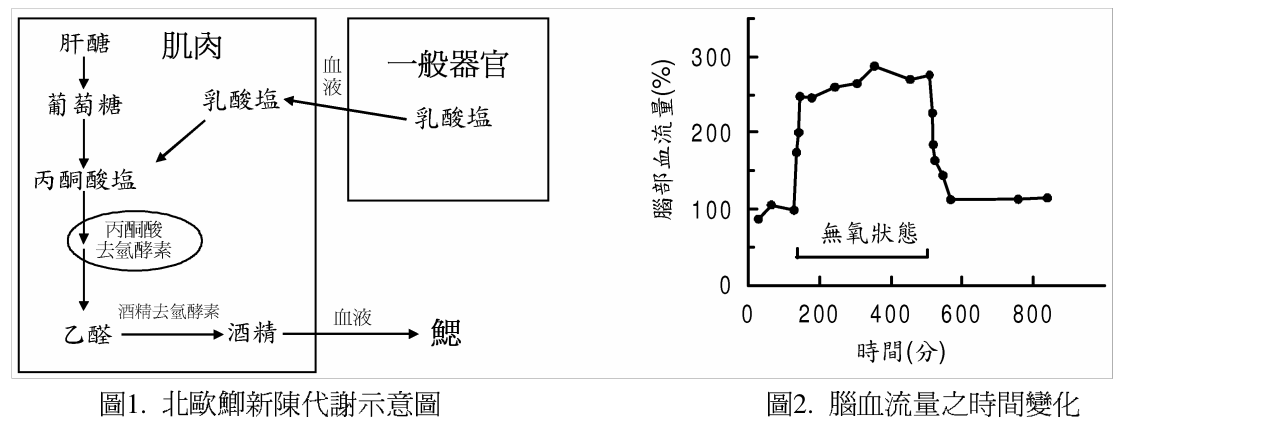 肝醣
肌肉
葡萄糖
乳酸塩
丙酮酸塩
丙酮酸
去氫酵素
乙醛
酒精去氫酵素
酒精
血液
鰓
血
液
一般器官
乳酸塩
圖1. 北歐鯽新陳代謝示意圖
腦部血流量(%)
300
200
100
0
無氧狀態
0 200 400 600 800
時間(分)
圖2. 腦血流量之時間變化